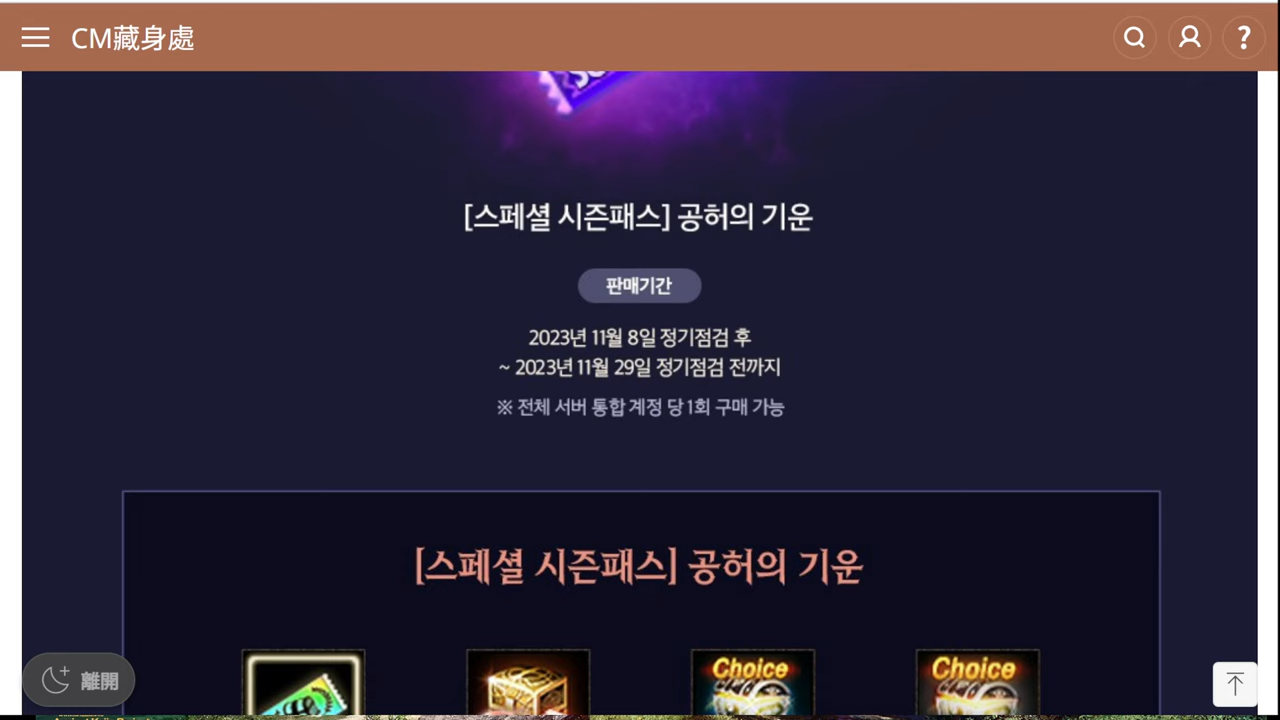 CM藏身處
[스페셜 시즌패스] 공허의 기운
판매기간
2023년 11월 8일 정기점검 후
~ 2023년 11월 29일 정기점검 전까지
※ 전체 서버 통합 계정 당 1회 구매 가능
[스페셜 시즌패스] 공허의 기운
Choice
Choice
離開